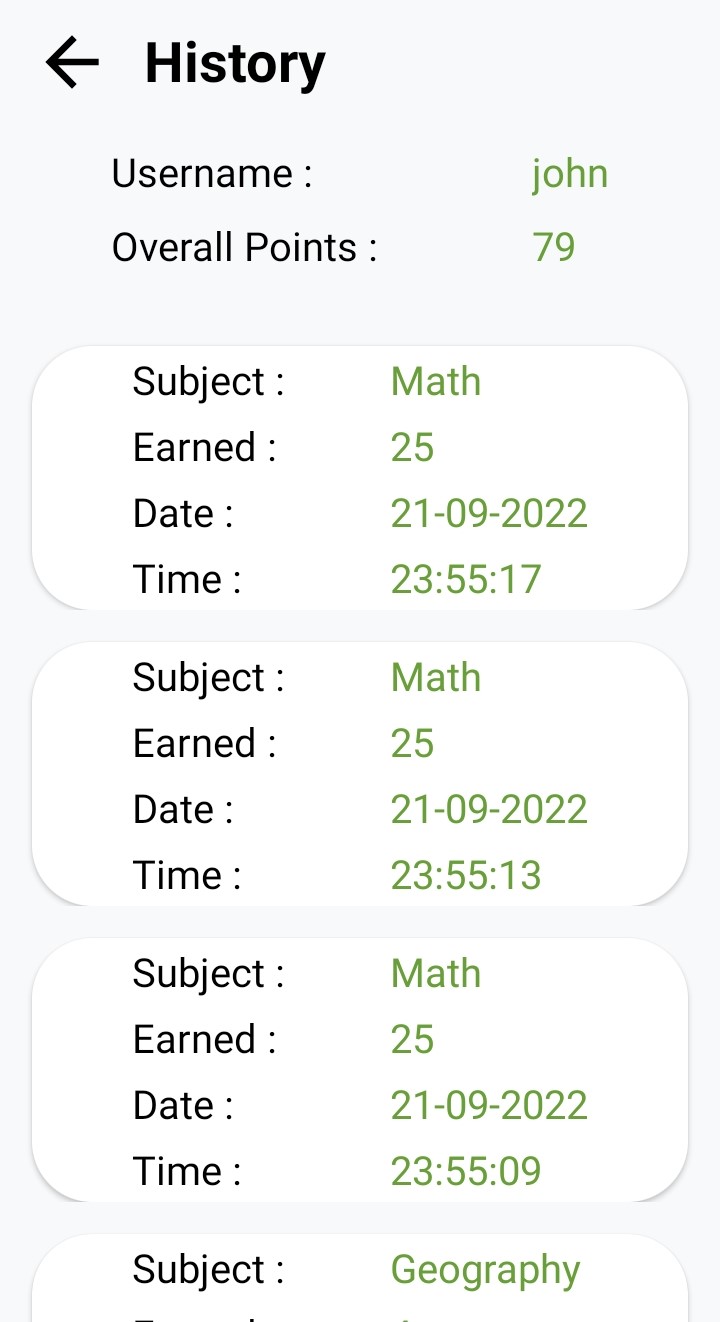 History
Username : john
Overall Points : 79
Subject : Math
Earned : 25
Date : 21-09-2022
Time : 23:55:17
Subject : Math
Earned : 25
Date : 21-09-2022
Time : 23:55:13
Subject : Math
Earned : 25
Date : 21-09-2022
Time : 23:55:09
Subject : Geography